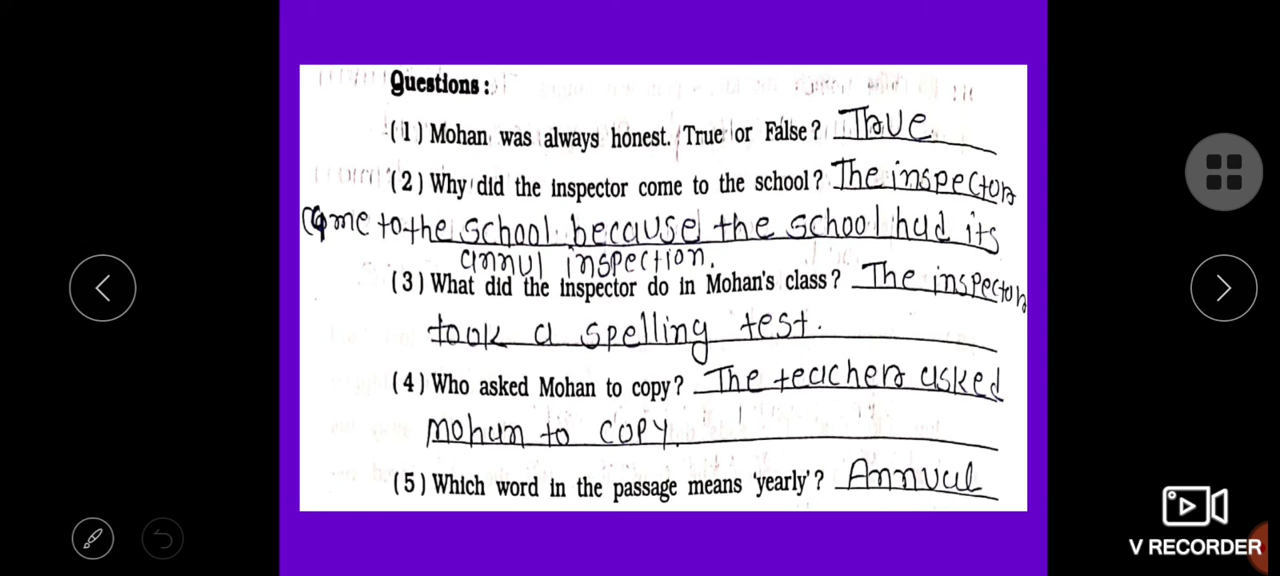 Questions :
(1) Mohan was always honest. True or False? True
(2) Why did the inspector come to the school? The inspector
came to the school because the school had its
annul inspection.
(3) What did the inspector do in Mohan's class? The inspector
took a spelling test.
(4) Who asked Mohan to copy? The teacher asked
mohan to copy.
(5) Which word in the passage means 'yearly'? Annual
V RECORDER